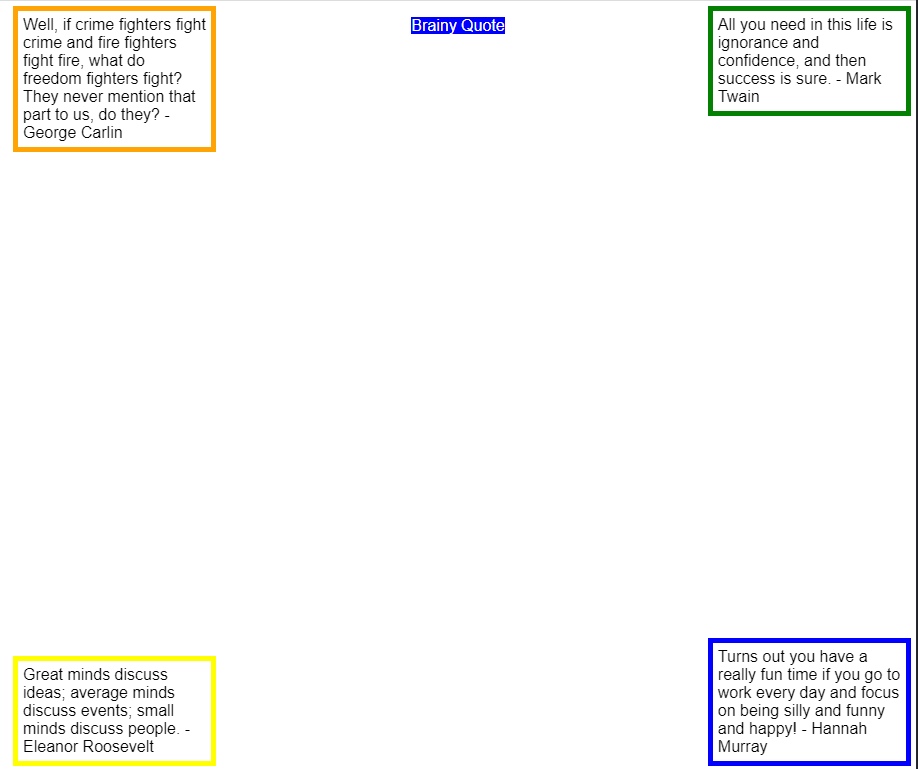 Well, if crime fighters fight
crime and fire fighters
fight fire, what do
freedom fighters fight?
They never mention that
part to us, do they? -
George Carlin
Brainy Quote
All you need in this life is
ignorance and
confidence, and then
success is sure. - Mark
Twain
Great minds discuss
ideas; average minds
discuss events; small
minds discuss people. -
Eleanor Roosevelt
Turns out you have a
really fun time if you go to
work every day and focus
on being silly and funny
and happy! - Hannah
Murray